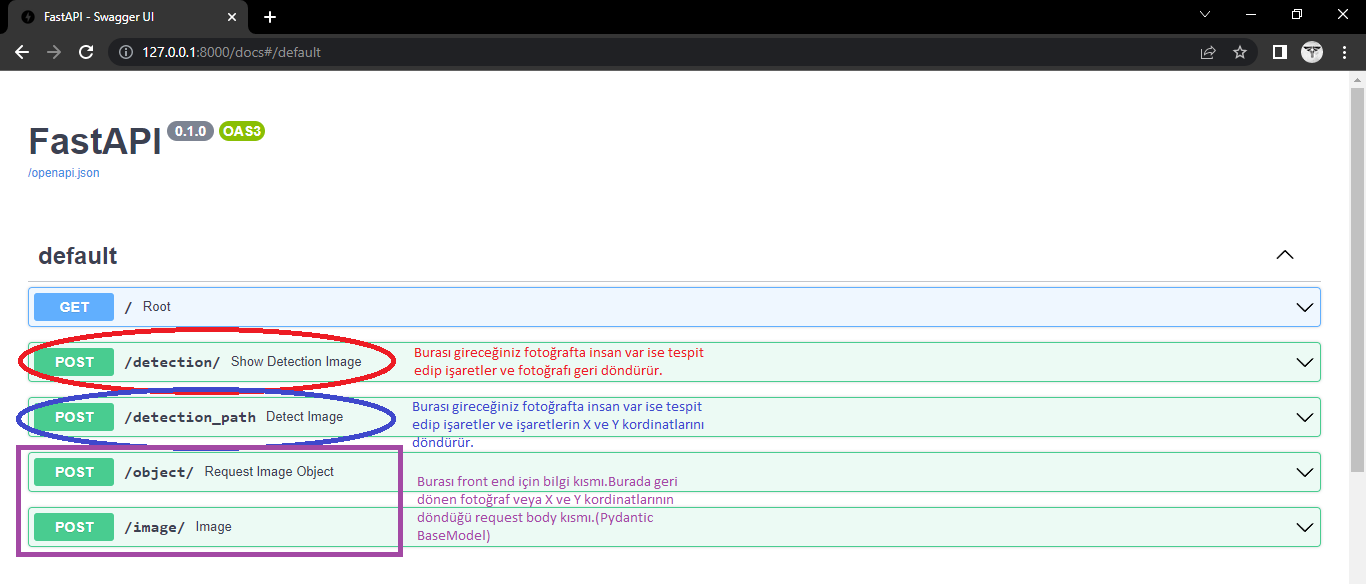 FastAPI - Swagger UI
127.0.0.1:8000/docs#/default
FastAPI 0.1.0 OAS3
/openapi.json
default
GET / Root
POST /detection/ Show Detection Image
Burası gireceğiniz fotoğrafta insan var ise tespit
edip işaretler ve fotoğrafı geri döndürür.
POST /detection_path Detect Image
Burası gireceğiniz fotoğrafta insan var ise tespit
edip işaretler ve işaretlerin X ve Y kordinatlarını
döndürür.
POST /object/ Request Image Object
Burası front end için bilgi kısmı.Burada geri
dönen fotoğraf veya X ve Y kordinatlarının
döndüğü request body kısmı.(Pydantic
BaseModel)
POST /image/ Image